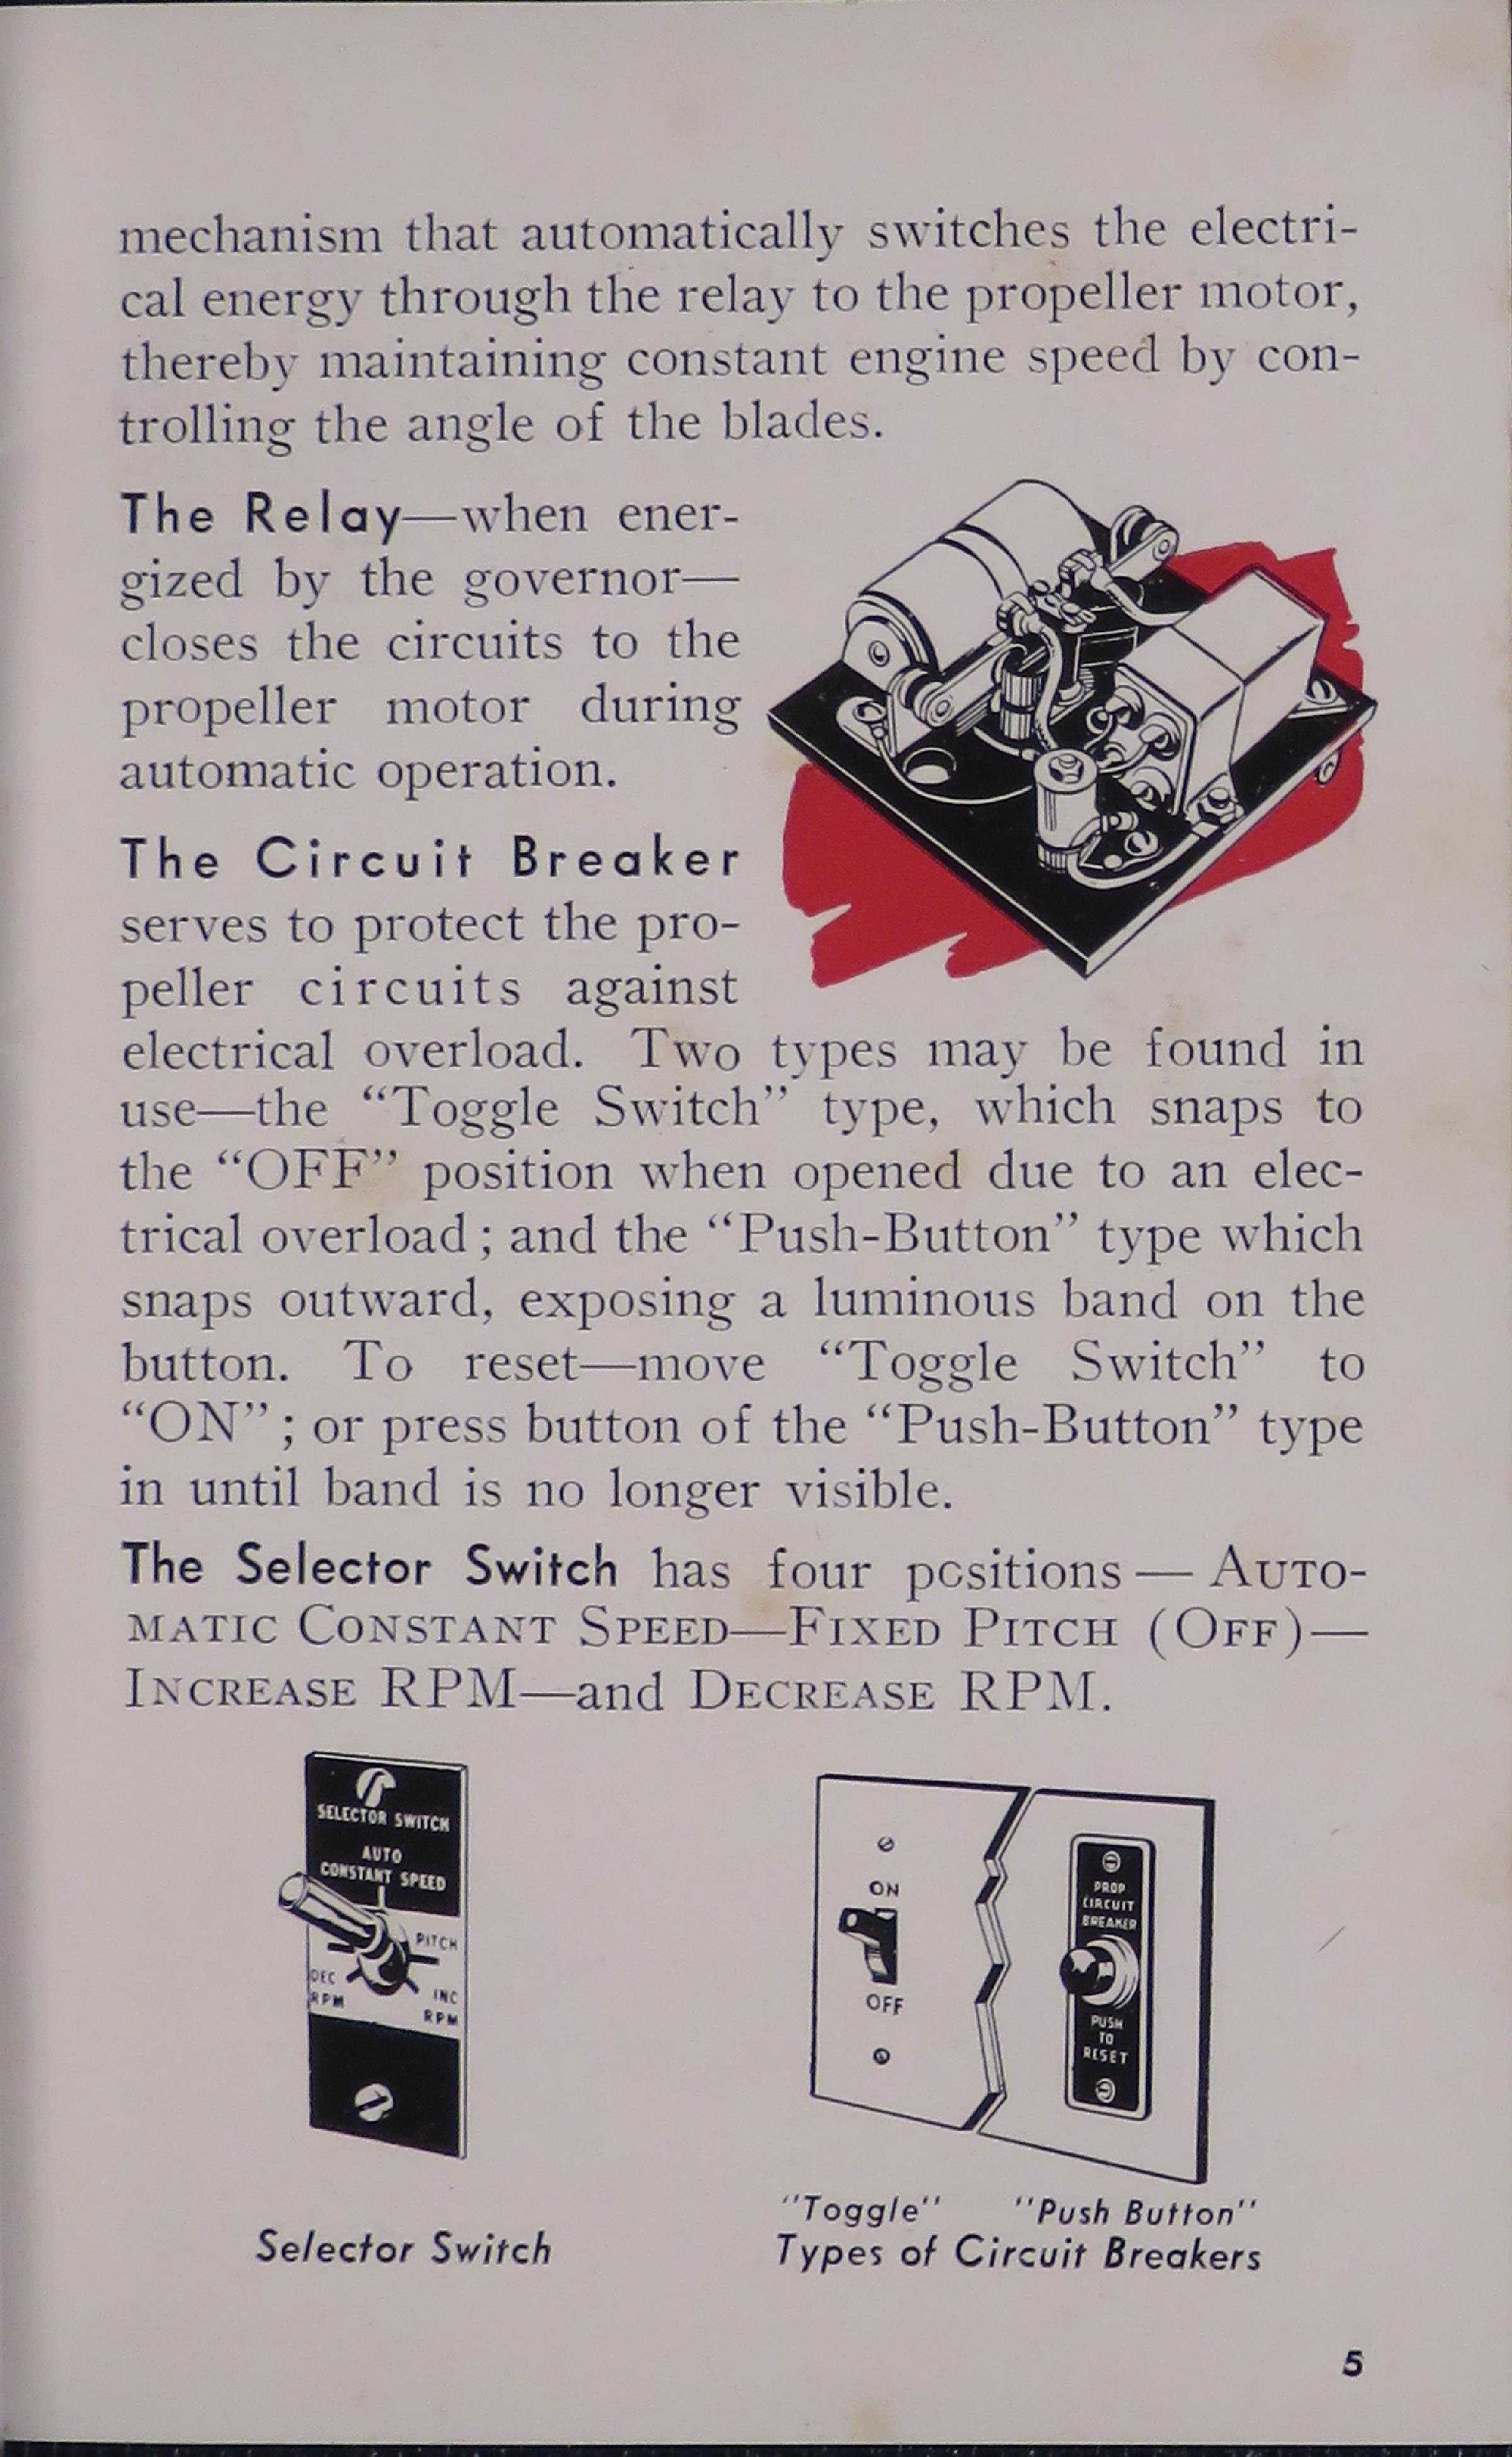 mechanism that automatically switches the electri-
cal energy through the relay to the propeller motor,
thereby maintaining constant engine speed by con-
trolling the angle of the blades.
The Relay—when ener-
gized by the governor—
closes the circuits to the
propeller motor during
automatic operation.
The Circuit Breaker
serves to protect the pro-
peller circuits against
electrical overload. Two types may be found in
use—the “Toggle Switch” type, which snaps to
the “OFF” position when opened due to an elec-
trical overload; and the “Push-Button” type which
snaps outward, exposing a luminous band on the
button. To reset—move “Toggle Switch” to
“ON”; or press button of the “Push-Button” type
in until band is no longer visible.
The Selector Switch has four positions — AUTO-
MATIC CONSTANT SPEED—FIXED PITCH (OFF)—
INCREASE RPM—and DECREASE RPM.
SELECTOR SWITCH
AUTO
CONSTANT SPEED
PITCH
DEC
RPM
INC
RPM
ON
OFF
PROP
CIRCUIT
BREAKER
PUSH
TO
RESET
Selector Switch
"Toggle" "Push Button"
Types of Circuit Breakers
5